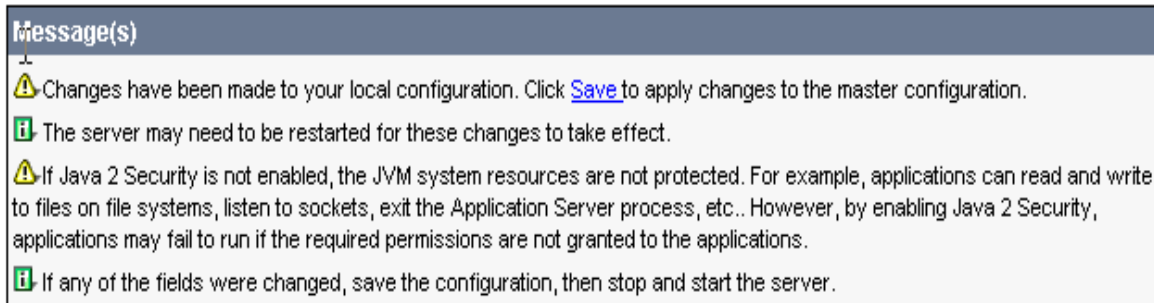 Message(s)
Changes have been made to your local configuration. Click Save to apply changes to the master configuration.
The server may need to be restarted for these changes to take effect.
If Java 2 Security is not enabled, the JVM system resources are not protected. For example, applications can read and write
to files on file systems, listen to sockets, exit the Application Server process, etc.. However, by enabling Java 2 Security,
applications may fail to run if the required permissions are not granted to the applications.
If any of the fields were changed, save the configuration, then stop and start the server.